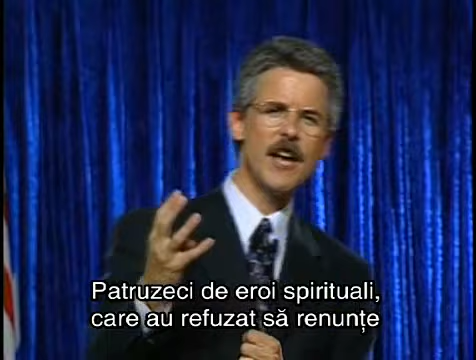 Patruzeci de eroi spirituali,
care au refuzat să renunțe